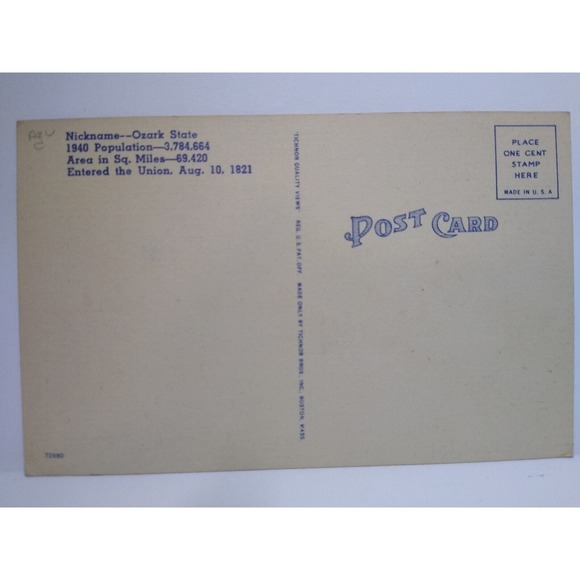 Nickname--Ozark State
1940 Population—3,784,664
Area in Sq. Miles—69,420
Entered the Union, Aug. 10, 1821
TICHNOR QUALITY VIEWS, REG. U.S. PAT. OFF. MADE ONLY BY TICHNOR BROS. INC., BOSTON, MASS.
POST CARD
PLACE
ONE CENT
STAMP
HERE
MADE IN U.S.A